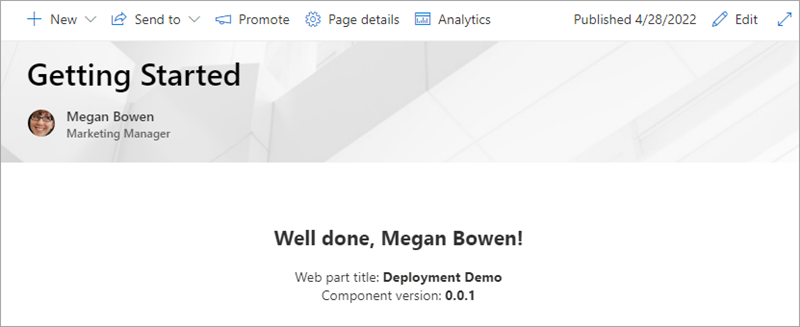 New Send to Promote Page details Analytics Published 4/28/2022 Edit
Getting Started
Megan Bowen
Marketing Manager
Well done, Megan Bowen!
Web part title: Deployment Demo
Component version: 0.0.1